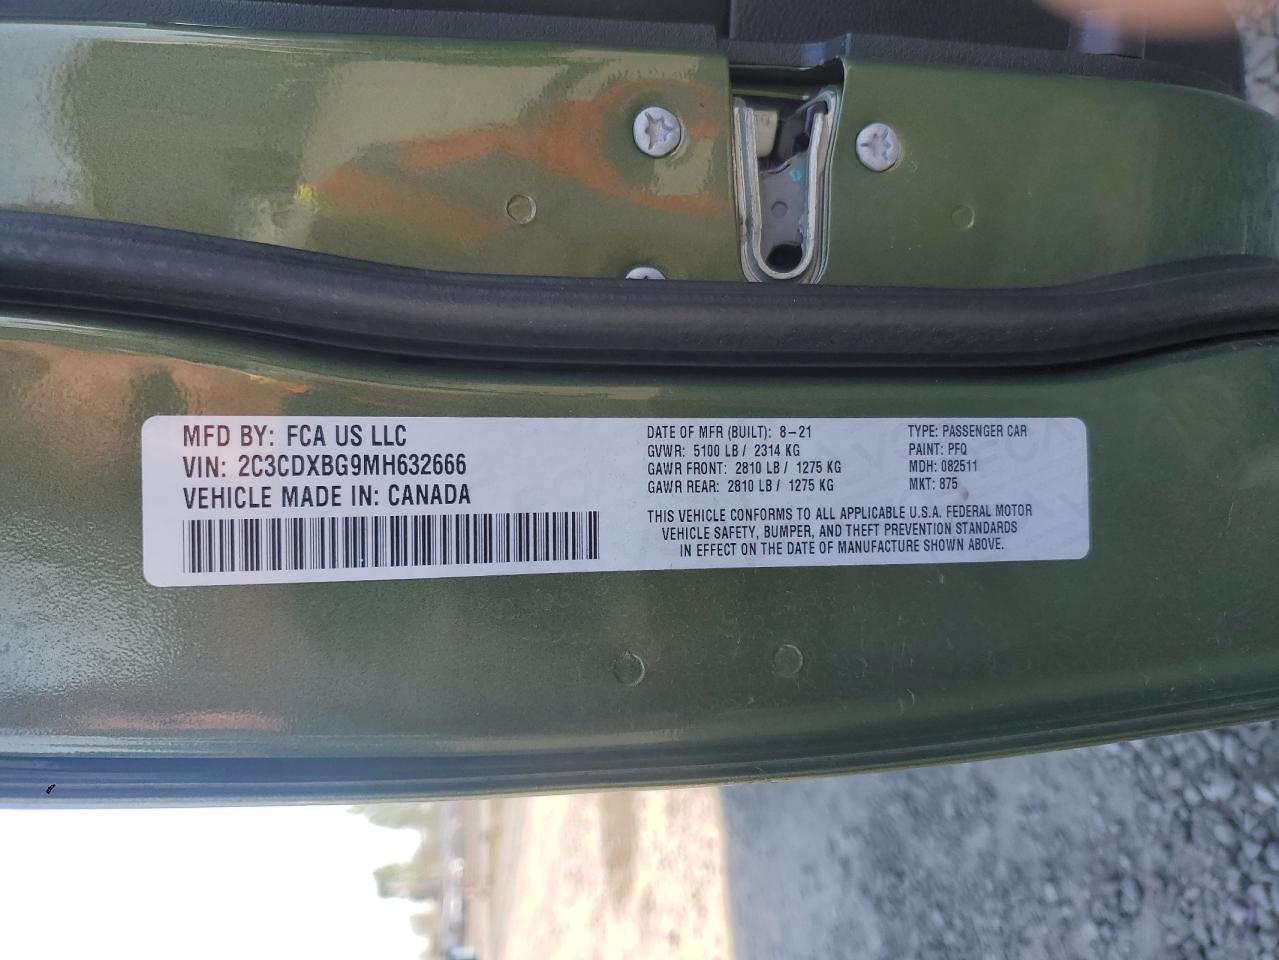 MFD BY: FCA US LLC
VIN: 2C3CDXBG9MH632666
VEHICLE MADE IN: CANADA
DATE OF MFR (BUILT): 8-21
GVWR: 5100 LB / 2314 KG
GAWR FRONT: 2810 LB / 1275 KG
GAWR REAR: 2810 LB / 1275 KG
TYPE: PASSENGER CAR
PAINT: PFQ
MDH: 082511
MKT: 875
THIS VEHICLE CONFORMS TO ALL APPLICABLE U.S.A. FEDERAL MOTOR
VEHICLE SAFETY, BUMPER, AND THEFT PREVENTION STANDARDS
IN EFFECT ON THE DATE OF MANUFACTURE SHOWN ABOVE.